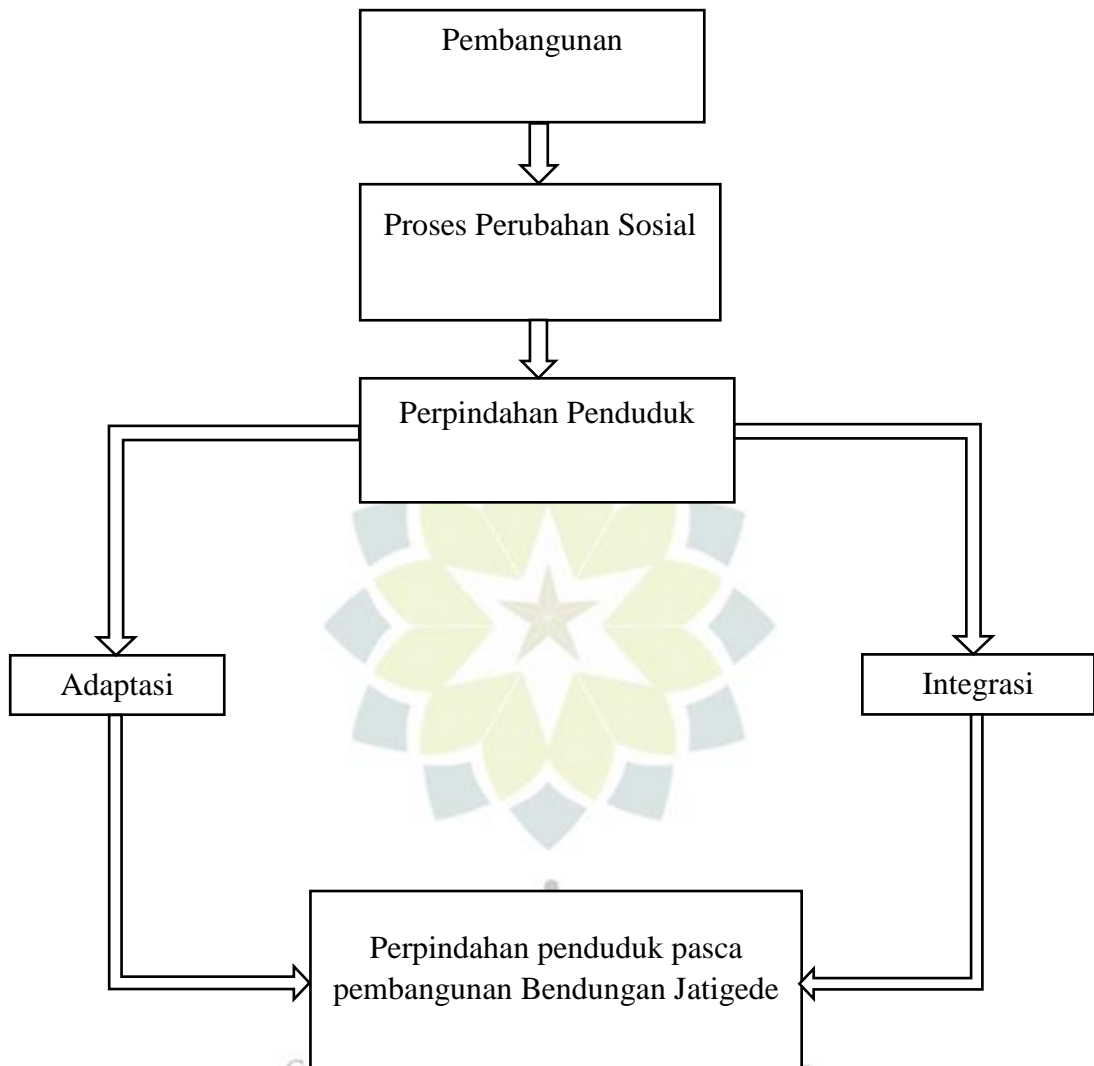 Pembangunan
Proses Perubahan Sosial
Perpindahan Penduduk
Adaptasi
Integrasi
Perpindahan penduduk pasca
pembangunan Bendungan Jatigede